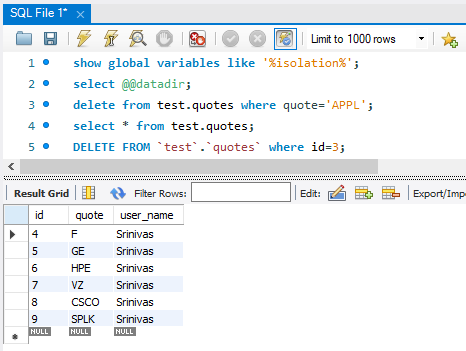 SQL File 1*
Limit to 1000 rows
1 show global variables like '%isolation%';
2 select @@datadir;
3 delete from test.quotes where quote='APPL';
4 select * from test.quotes;
5 DELETE FROM `test`.`quotes` where id=3;
Result Grid Filter Rows: Edit: Export/Impo
id quote user_name
4 F Srinivas
5 GE Srinivas
6 HPE Srinivas
7 VZ Srinivas
8 CSCO Srinivas
9 SPLK Srinivas
NULL NULL NULL